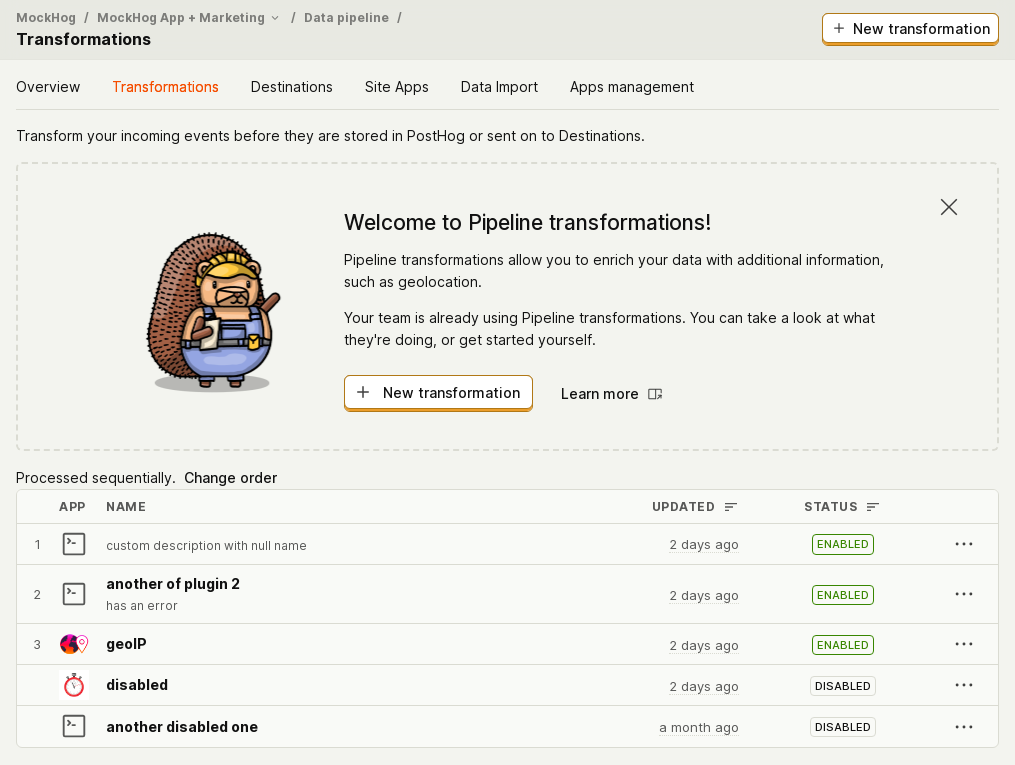 MockHog / MockHog App + Marketing / Data pipeline /
Transformations
New transformation
Overview Transformations Destinations Site Apps Data Import Apps management
Transform your incoming events before they are stored in PostHog or sent on to Destinations.
Welcome to Pipeline transformations!
Pipeline transformations allow you to enrich your data with additional information,
such as geolocation.
Your team is already using Pipeline transformations. You can take a look at what
they're doing, or get started yourself.
New transformation Learn more
Processed sequentially. Change order
APP NAME UPDATED STATUS
1 custom description with null name 2 days ago ENABLED
2 another of plugin 2 2 days ago ENABLED
has an error
3 geoIP 2 days ago ENABLED
disabled 2 days ago DISABLED
another disabled one a month ago DISABLED